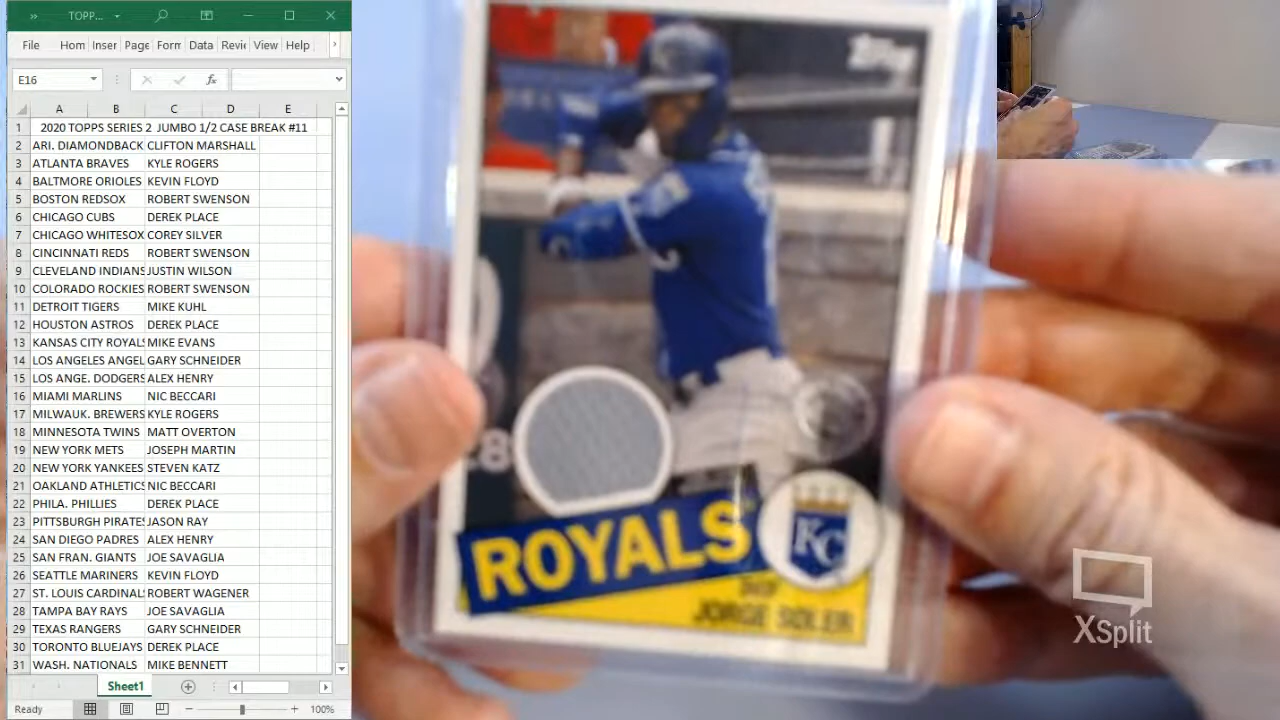 TOPP...
File Hom Inser Page Form Data Revie View Help
E16 fx
A B C D E
1 2020 TOPPS SERIES 2 JUMBO 1/2 CASE BREAK #11
2 ARI. DIAMONDBACK CLIFTON MARSHALL
3 ATLANTA BRAVES KYLE ROGERS
4 BALTMORE ORIOLES KEVIN FLOYD
5 BOSTON REDSOX ROBERT SWENSON
6 CHICAGO CUBS DEREK PLACE
7 CHICAGO WHITESOX COREY SILVER
8 CINCINNATI REDS ROBERT SWENSON
9 CLEVELAND INDIANS JUSTIN WILSON
10 COLORADO ROCKIES ROBERT SWENSON
11 DETROIT TIGERS MIKE KUHL
12 HOUSTON ASTROS DEREK PLACE
13 KANSAS CITY ROYALS MIKE EVANS
14 LOS ANGELES ANGEL GARY SCHNEIDER
15 LOS ANGE. DODGERS ALEX HENRY
16 MIAMI MARLINS NIC BECCARI
17 MILWAUK. BREWERS KYLE ROGERS
18 MINNESOTA TWINS MATT OVERTON
19 NEW YORK METS JOSEPH MARTIN
20 NEW YORK YANKEES STEVEN KATZ
21 OAKLAND ATHLETICS NIC BECCARI
22 PHILA. PHILLIES DEREK PLACE
23 PITTSBURGH PIRATES JASON RAY
24 SAN DIEGO PADRES ALEX HENRY
25 SAN FRAN. GIANTS JOE SAVAGLIA
26 SEATTLE MARINERS KEVIN FLOYD
27 ST. LOUIS CARDINALS ROBERT WAGENER
28 TAMPA BAY RAYS JOE SAVAGLIA
29 TEXAS RANGERS GARY SCHNEIDER
30 TORONTO BLUEJAYS DEREK PLACE
31 WASH. NATIONALS MIKE BENNETT
Sheet1
Ready 100%
Topps
ROYALS
KC
JORGE SOLER
XSplit